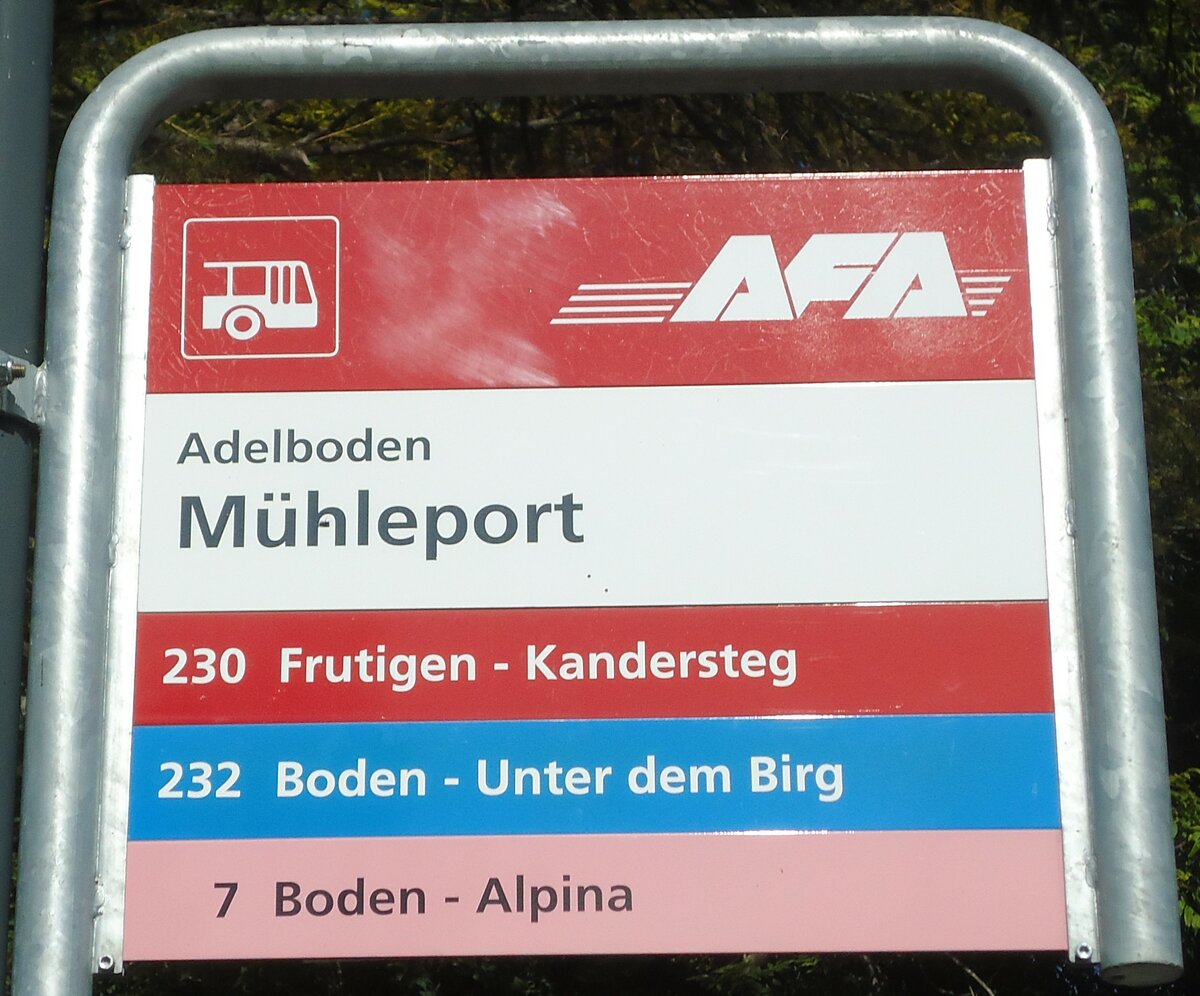 AFA
Adelboden
Mühleport
230 Frutigen - Kandersteg
232 Boden - Unter dem Birg
7 Boden - Alpina